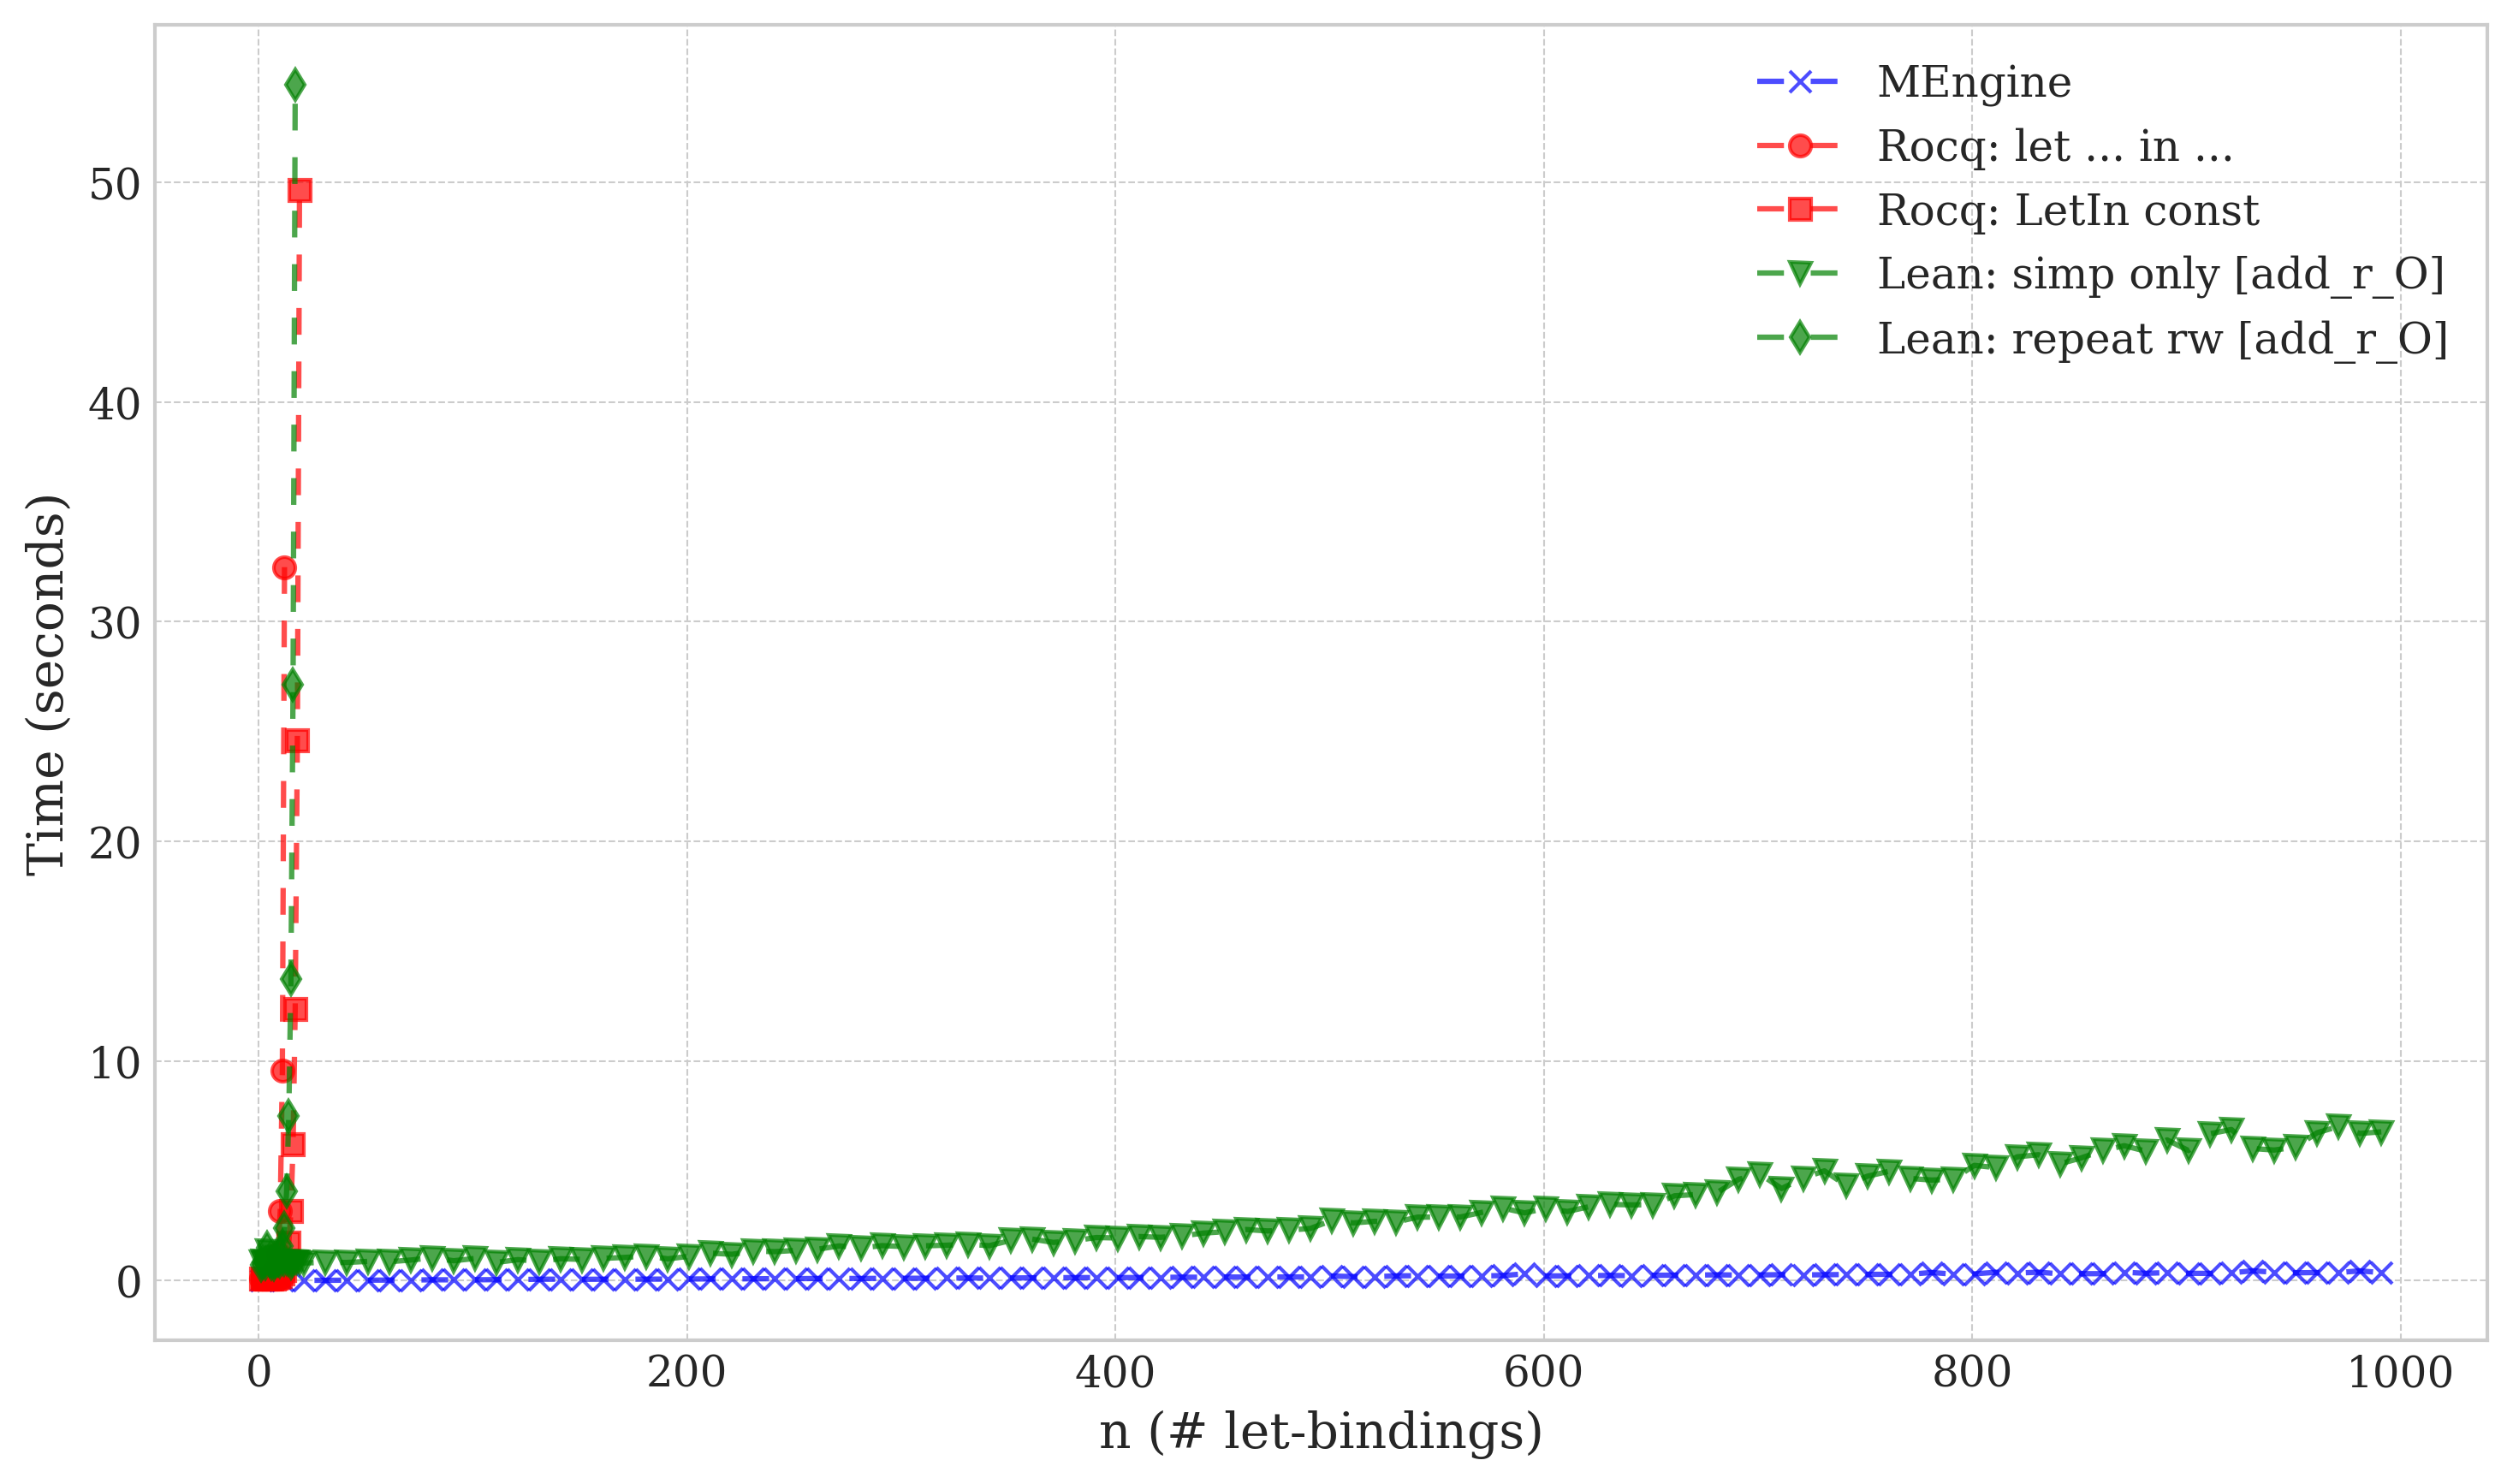 MEngine
Rocq: let ... in ...
Rocq: LetIn const
Lean: simp only [add_r_O]
Lean: repeat rw [add_r_O]
Time (seconds)
50
40
30
20
10
0
0 200 400 600 800 1000
n (# let-bindings)